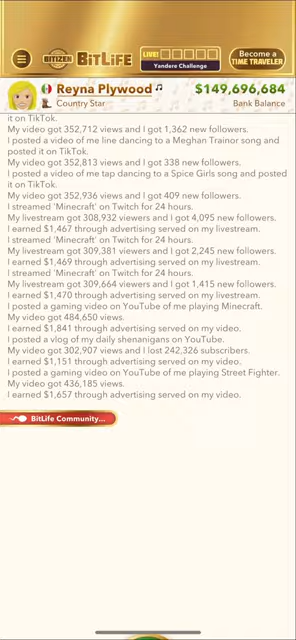 BITIZEN
BitLife
LIVE!
Yandere Challenge
Become a
TIME TRAVELER
Reyna Plywood
$149,696,684
Country Star
Bank Balance
it on TikTok.
My video got 352,712 views and I got 1,362 new followers.
I posted a video of me line dancing to a Meghan Trainor song and
posted it on TikTok.
My video got 352,813 views and I got 338 new followers.
I posted a video of me tap dancing to a Spice Girls song and posted
it on TikTok.
My video got 352,936 views and I got 409 new followers.
I streamed 'Minecraft' on Twitch for 24 hours.
My livestream got 308,932 viewers and I got 4,095 new followers.
I earned $1,467 through advertising served on my livestream.
I streamed 'Minecraft' on Twitch for 24 hours.
My livestream got 309,381 viewers and I got 2,245 new followers.
I earned $1,469 through advertising served on my livestream.
I streamed 'Minecraft' on Twitch for 24 hours.
My livestream got 309,664 viewers and I got 1,415 new followers.
I earned $1,470 through advertising served on my livestream.
I posted a gaming video on YouTube of me playing Minecraft.
My video got 484,650 views.
I earned $1,841 through advertising served on my video.
I posted a vlog of my daily shenanigans on YouTube.
My video got 302,907 views and I lost 242,326 subscribers.
I earned $1,151 through advertising served on my video.
I posted a gaming video on YouTube of me playing Street Fighter.
My video got 436,185 views.
I earned $1,657 through advertising served on my video.
BitLife Community...